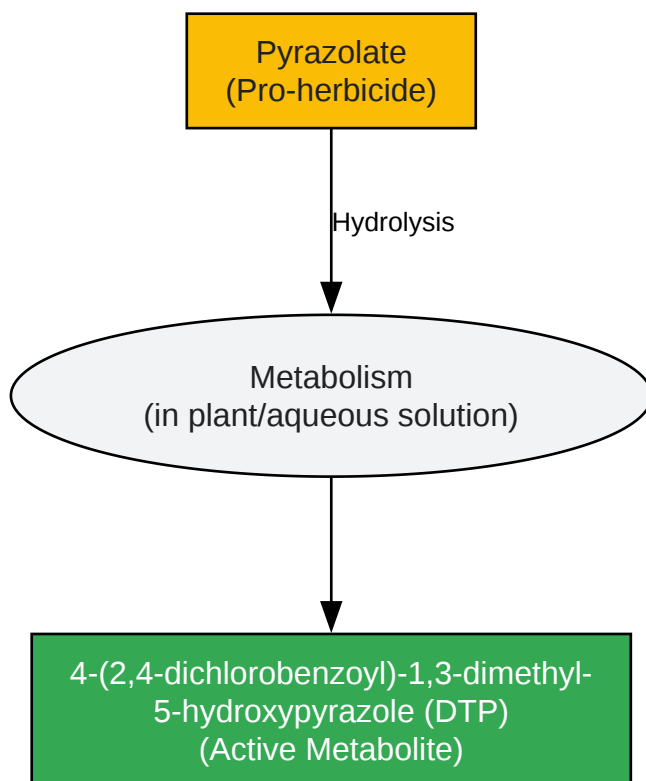 Pyrazolate
(Pro-herbicide)
Hydrolysis
Metabolism
(in plant/aqueous solution)
4-(2,4-dichlorobenzoyl)-1,3-dimethyl-
5-hydroxypyrazole (DTP)
(Active Metabolite)